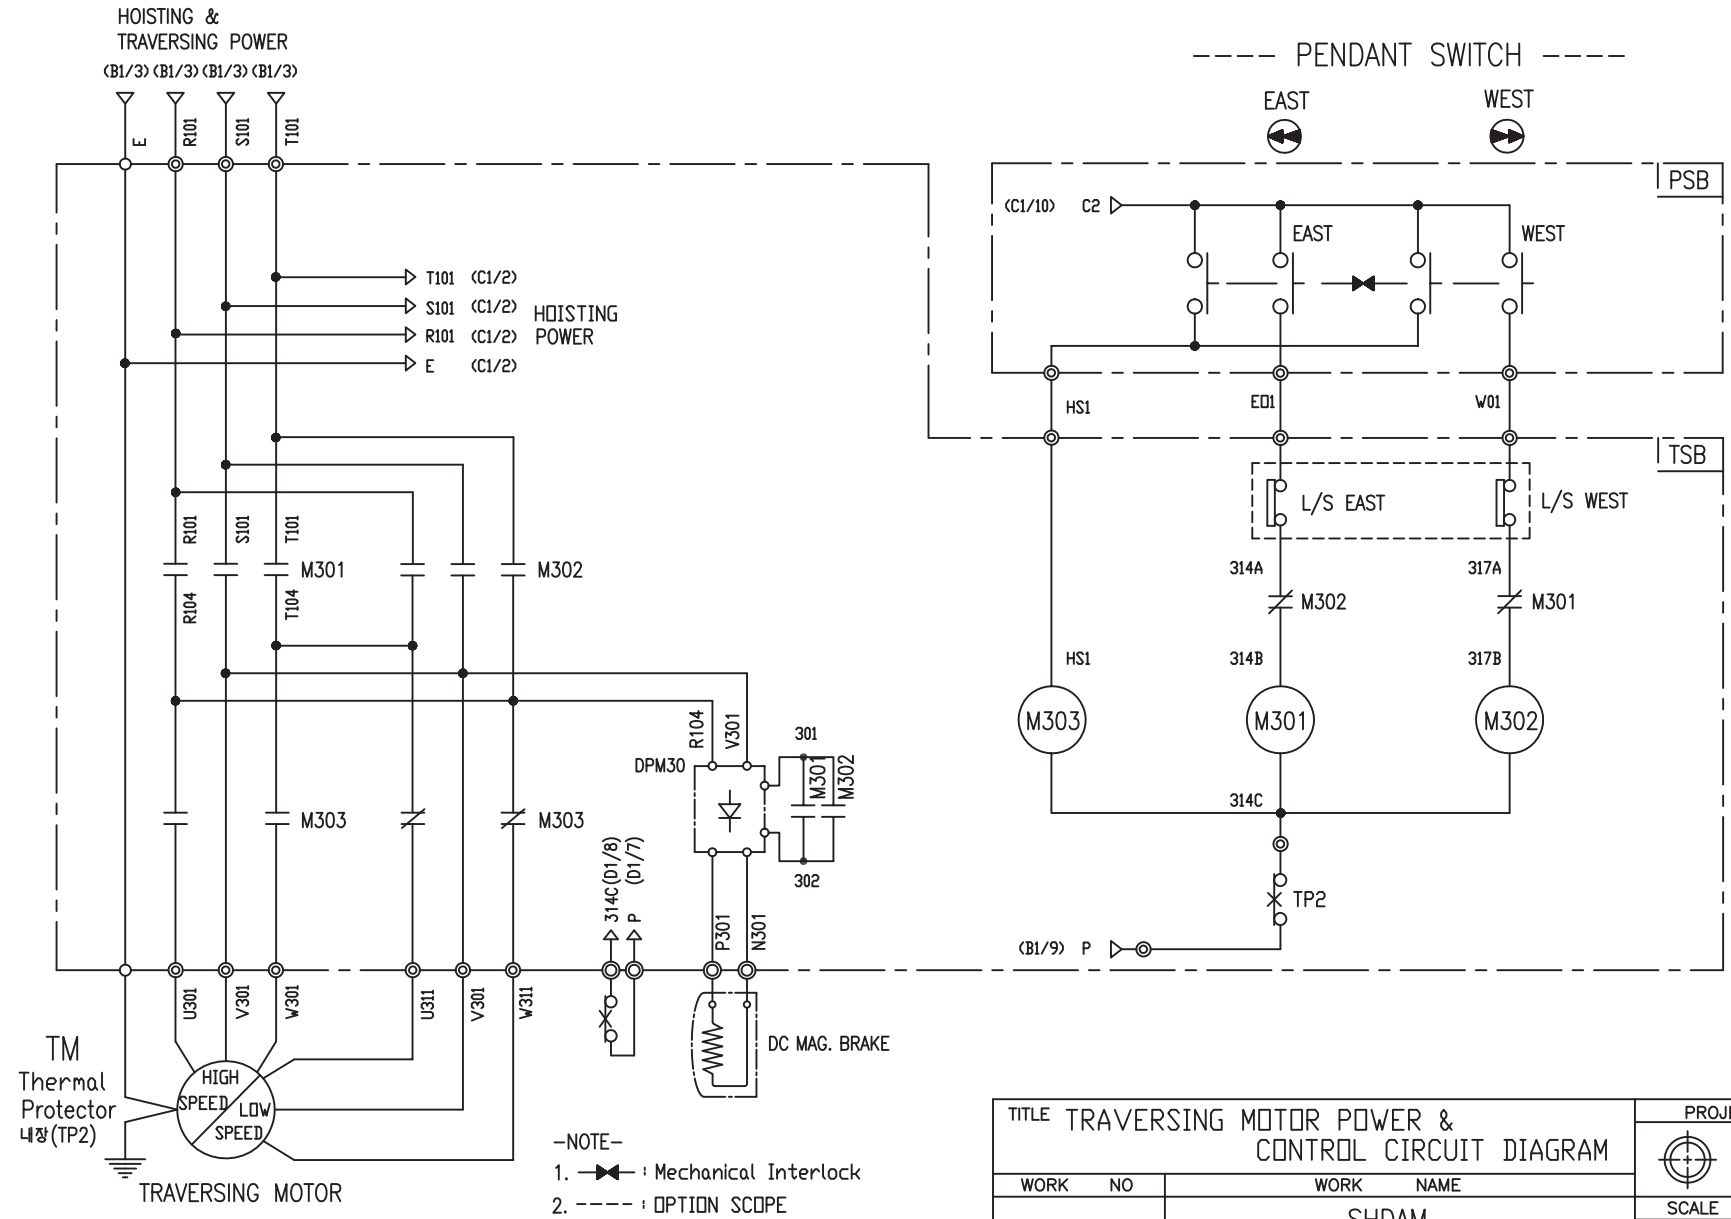 HOISTING &
TRAVERSING POWER
(B1/3) (B1/3) (B1/3) (B1/3)
E
R101
S101
T101
T101 (C1/2)
S101 (C1/2)
R101 (C1/2)
E (C1/2)
HOISTING
POWER
R101
S101
T101
M301
M302
R104
T104
R104
V301
DPM30
301
M301
M302
302
M303
M303
314C(D1/8)
P (D1/7)
P301
N301
U301
V301
W301
U311
V301
W311
DC MAG. BRAKE
TM
Thermal
Protector
내장(TP2)
HIGH
SPEED
LOW
SPEED
TRAVERSING MOTOR
-NOTE-
1. : Mechanical Interlock
2. ---- : OPTION SCOPE
---- PENDANT SWITCH ----
EAST
WEST
PSB
(C1/10) C2
EAST
WEST
HS1
E01
W01
TSB
L/S EAST
L/S WEST
314A
317A
M302
M301
HS1
314B
317B
M303
M301
M302
314C
TP2
(B1/9) P
TITLE TRAVERSING MOTOR POWER &
CONTROL CIRCUIT DIAGRAM
PROJE
WORK NO
WORK NAME
SCALE
SHDAM